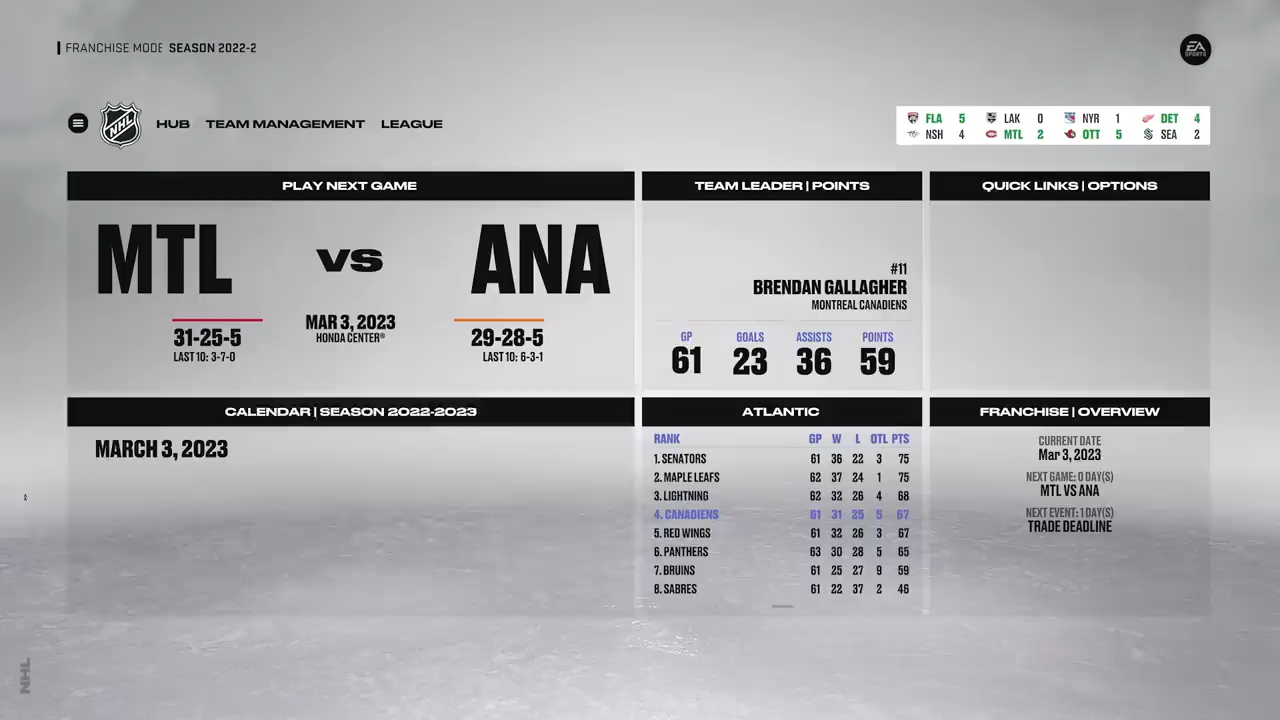 FRANCHISE MODE SEASON 2022-2
EA
SPORTS
NHL
HUB TEAM MANAGEMENT LEAGUE
FLA 5 LAK 0 NYR 1 DET 4
NSH 4 MTL 2 OTT 5 SEA 2
PLAY NEXT GAME
MTL VS ANA
MAR 3, 2023
HONDA CENTER®
31-25-5
LAST 10: 3-7-0
29-28-5
LAST 10: 6-3-1
TEAM LEADER | POINTS
#11
BRENDAN GALLAGHER
MONTREAL CANADIENS
GP GOALS ASSISTS POINTS
61 23 36 59
QUICK LINKS | OPTIONS
CALENDAR | SEASON 2022-2023
MARCH 3, 2023
ATLANTIC
RANK GP W L OTL PTS
1. SENATORS 61 36 22 3 75
2. MAPLE LEAFS 62 37 24 1 75
3. LIGHTNING 62 32 26 4 68
4. CANADIENS 61 31 25 5 67
5. RED WINGS 61 32 26 3 67
6. PANTHERS 63 30 28 5 65
7. BRUINS 61 25 27 9 59
8. SABRES 61 22 37 2 46
FRANCHISE | OVERVIEW
CURRENT DATE
Mar 3, 2023
NEXT GAME: 0 DAY(S)
MTL VS ANA
NEXT EVENT: 1 DAY(S)
TRADE DEADLINE
NHL